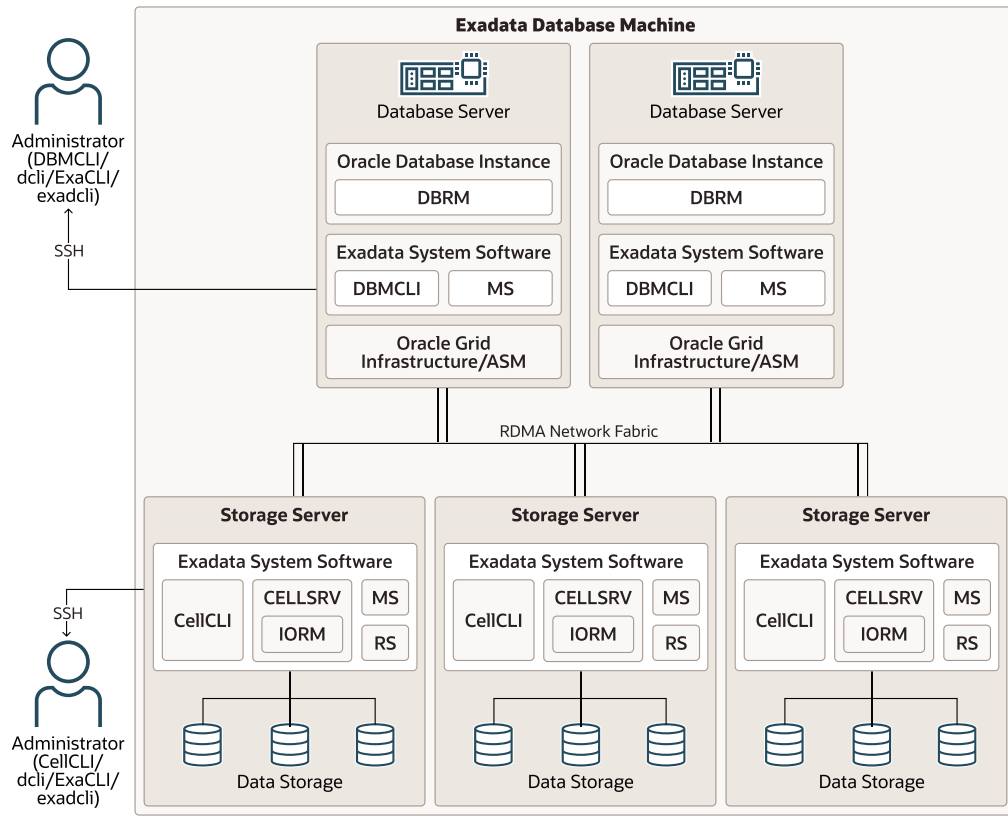 Exadata Database Machine
Administrator
(DBMCLI/
dcli/ExaCLI/
exadcli)
SSH
Database Server
Oracle Database Instance
DBRM
Exadata System Software
DBMCLI
MS
Oracle Grid
Infrastructure/ASM
Database Server
Oracle Database Instance
DBRM
Exadata System Software
DBMCLI
MS
Oracle Grid
Infrastructure/ASM
RDMA Network Fabric
SSH
Administrator
(CellCLI/
dcli/ExaCLI/
exadcli)
Storage Server
Exadata System Software
CellCLI
CELLSRV
IORM
MS
RS
Data Storage
Storage Server
Exadata System Software
CellCLI
CELLSRV
IORM
MS
RS
Data Storage
Storage Server
Exadata System Software
CellCLI
CELLSRV
IORM
MS
RS
Data Storage